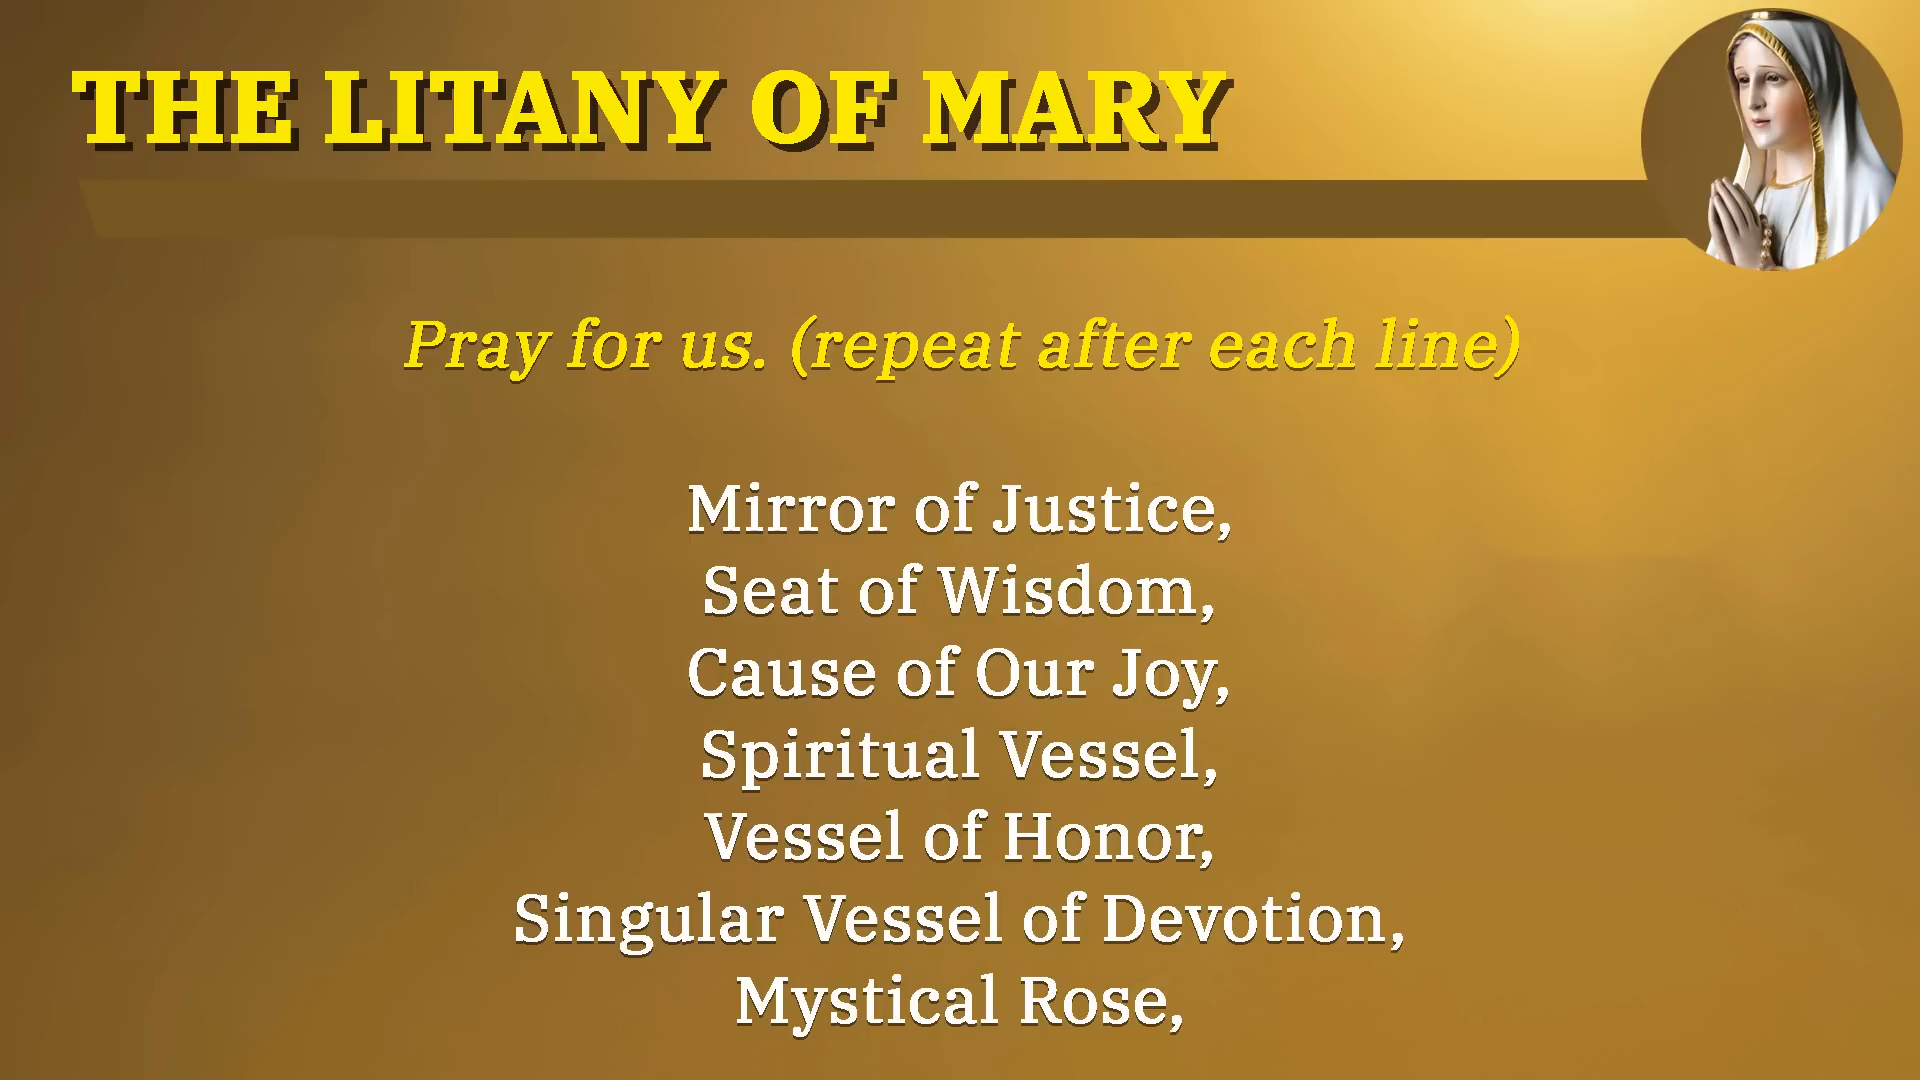 THE LITANY OF MARY
Pray for us. (repeat after each line)
Mirror of Justice,
Seat of Wisdom,
Cause of Our Joy,
Spiritual Vessel,
Vessel of Honor,
Singular Vessel of Devotion,
Mystical Rose,